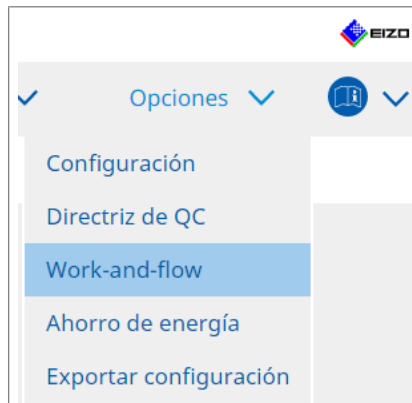 EIZO
Opciones
Configuración
Directriz de QC
Work-and-flow
Ahorro de energía
Exportar configuración